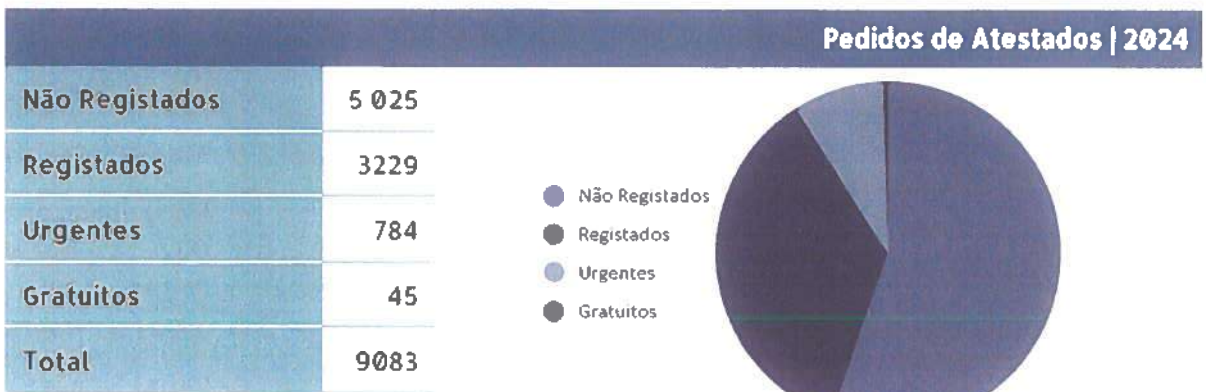 Pedidos de Atestados | 2024
Não Registados 5 025
Registados 3229
Urgentes 784
Gratuitos 45
Total 9083
Não Registados
Registados
Urgentes
Gratuitos